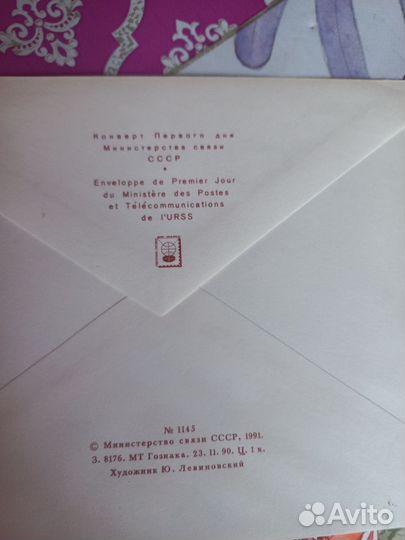 Конверт Первого дня
Министерства связи
СССР
•
Enveloppe de Premier Jour
du Ministère des Postes
et Télécommunications
de l'URSS
№ 1145
© Министерство связи СССР, 1991.
З. 8176. МТ Гознака. 23. 11. 90. Ц. 1 к.
Художник Ю. Левиновский
Avito